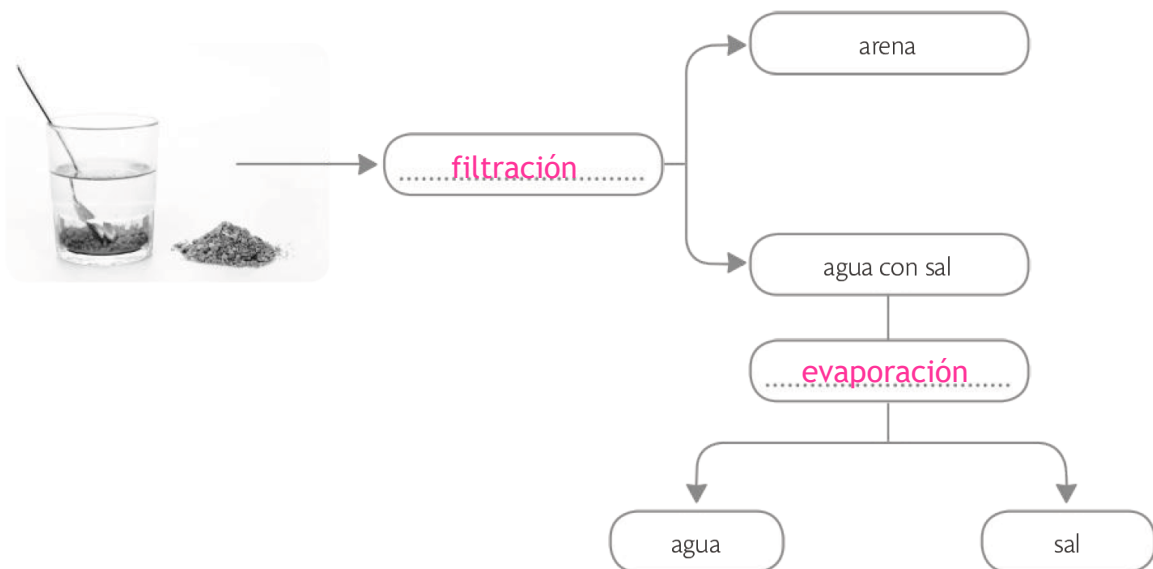 arena
filtración
agua con sal
evaporación
agua
sal